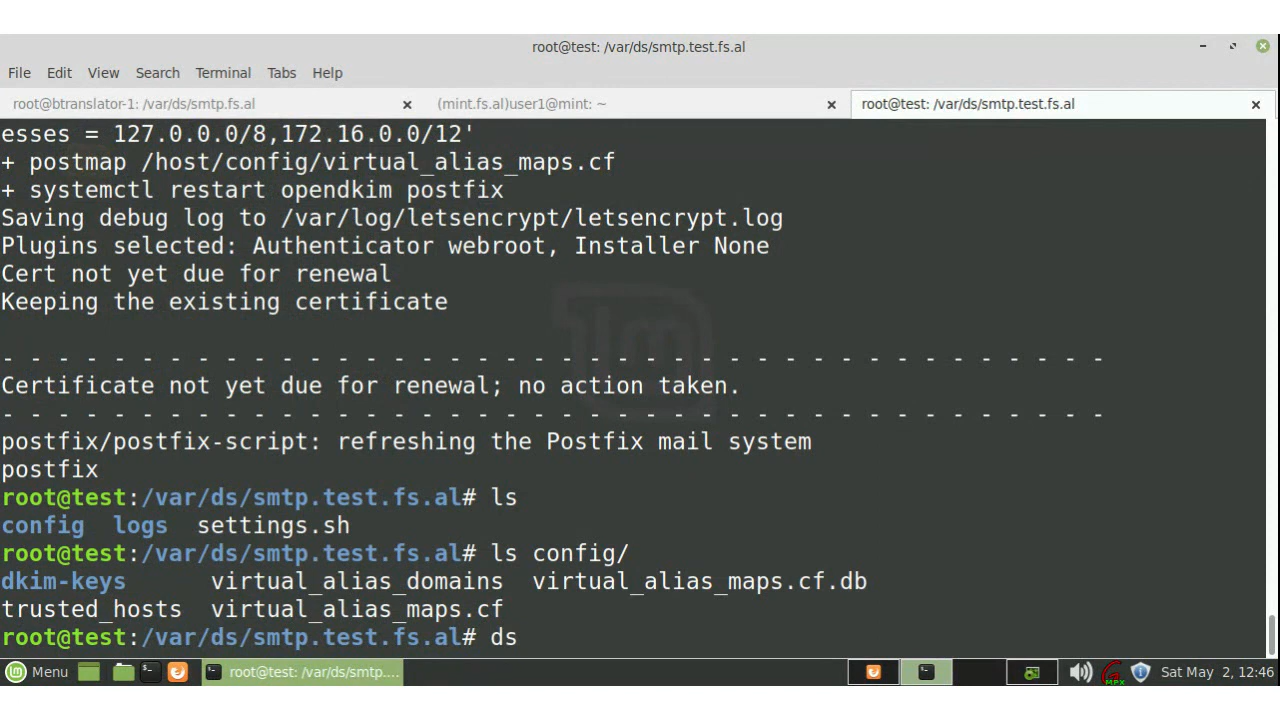 root@test: /var/ds/smtp.test.fs.al
File Edit View Search Terminal Tabs Help
root@btranslator-1: /var/ds/smtp.fs.al × (mint.fs.al)user1@mint: ~ × root@test: /var/ds/smtp.test.fs.al ×
esses = 127.0.0.0/8,172.16.0.0/12'
+ postmap /host/config/virtual_alias_maps.cf
+ systemctl restart opendkim postfix
Saving debug log to /var/log/letsencrypt/letsencrypt.log
Plugins selected: Authenticator webroot, Installer None
Cert not yet due for renewal
Keeping the existing certificate
- - - - - - - - - - - - - - - - - - - - - - - - - - - - - - - - - - - - - - - -
Certificate not yet due for renewal; no action taken.
- - - - - - - - - - - - - - - - - - - - - - - - - - - - - - - - - - - - - - - -
postfix/postfix-script: refreshing the Postfix mail system
postfix
root@test:/var/ds/smtp.test.fs.al# ls
config logs settings.sh
root@test:/var/ds/smtp.test.fs.al# ls config/
dkim-keys virtual_alias_domains virtual_alias_maps.cf.db
trusted_hosts virtual_alias_maps.cf
root@test:/var/ds/smtp.test.fs.al# ds
Menu root@test: /var/ds/smtp.... MPX Sat May 2, 12:46